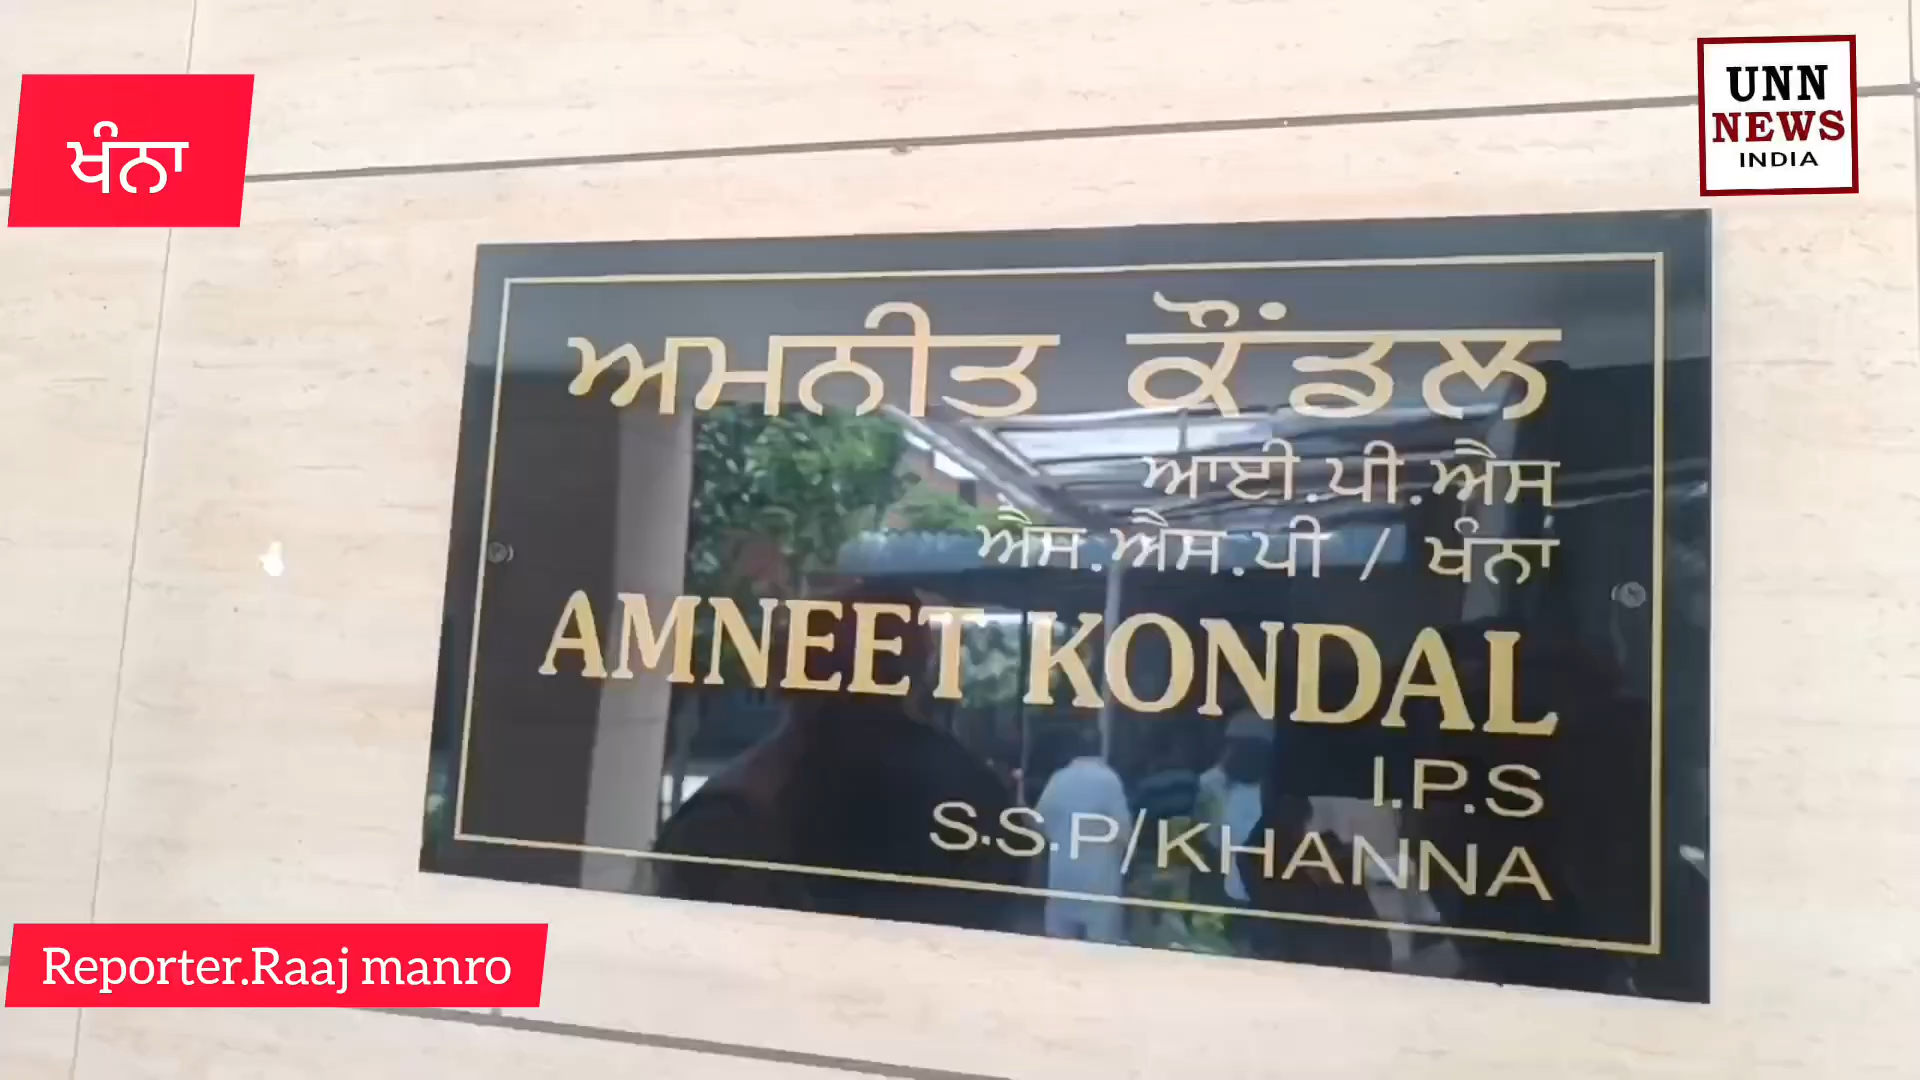 ਖੰਨਾ
UNN
NEWS
INDIA
ਅਮਨੀਤ ਕੌਂਡਲ
ਆਈ.ਪੀ.ਐਸ
ਐਸ.ਐਸ.ਪੀ / ਖੰਨਾ
AMNEET KONDAL
I.P.S
S.S.P/KHANNA
Reporter.Raaj manro